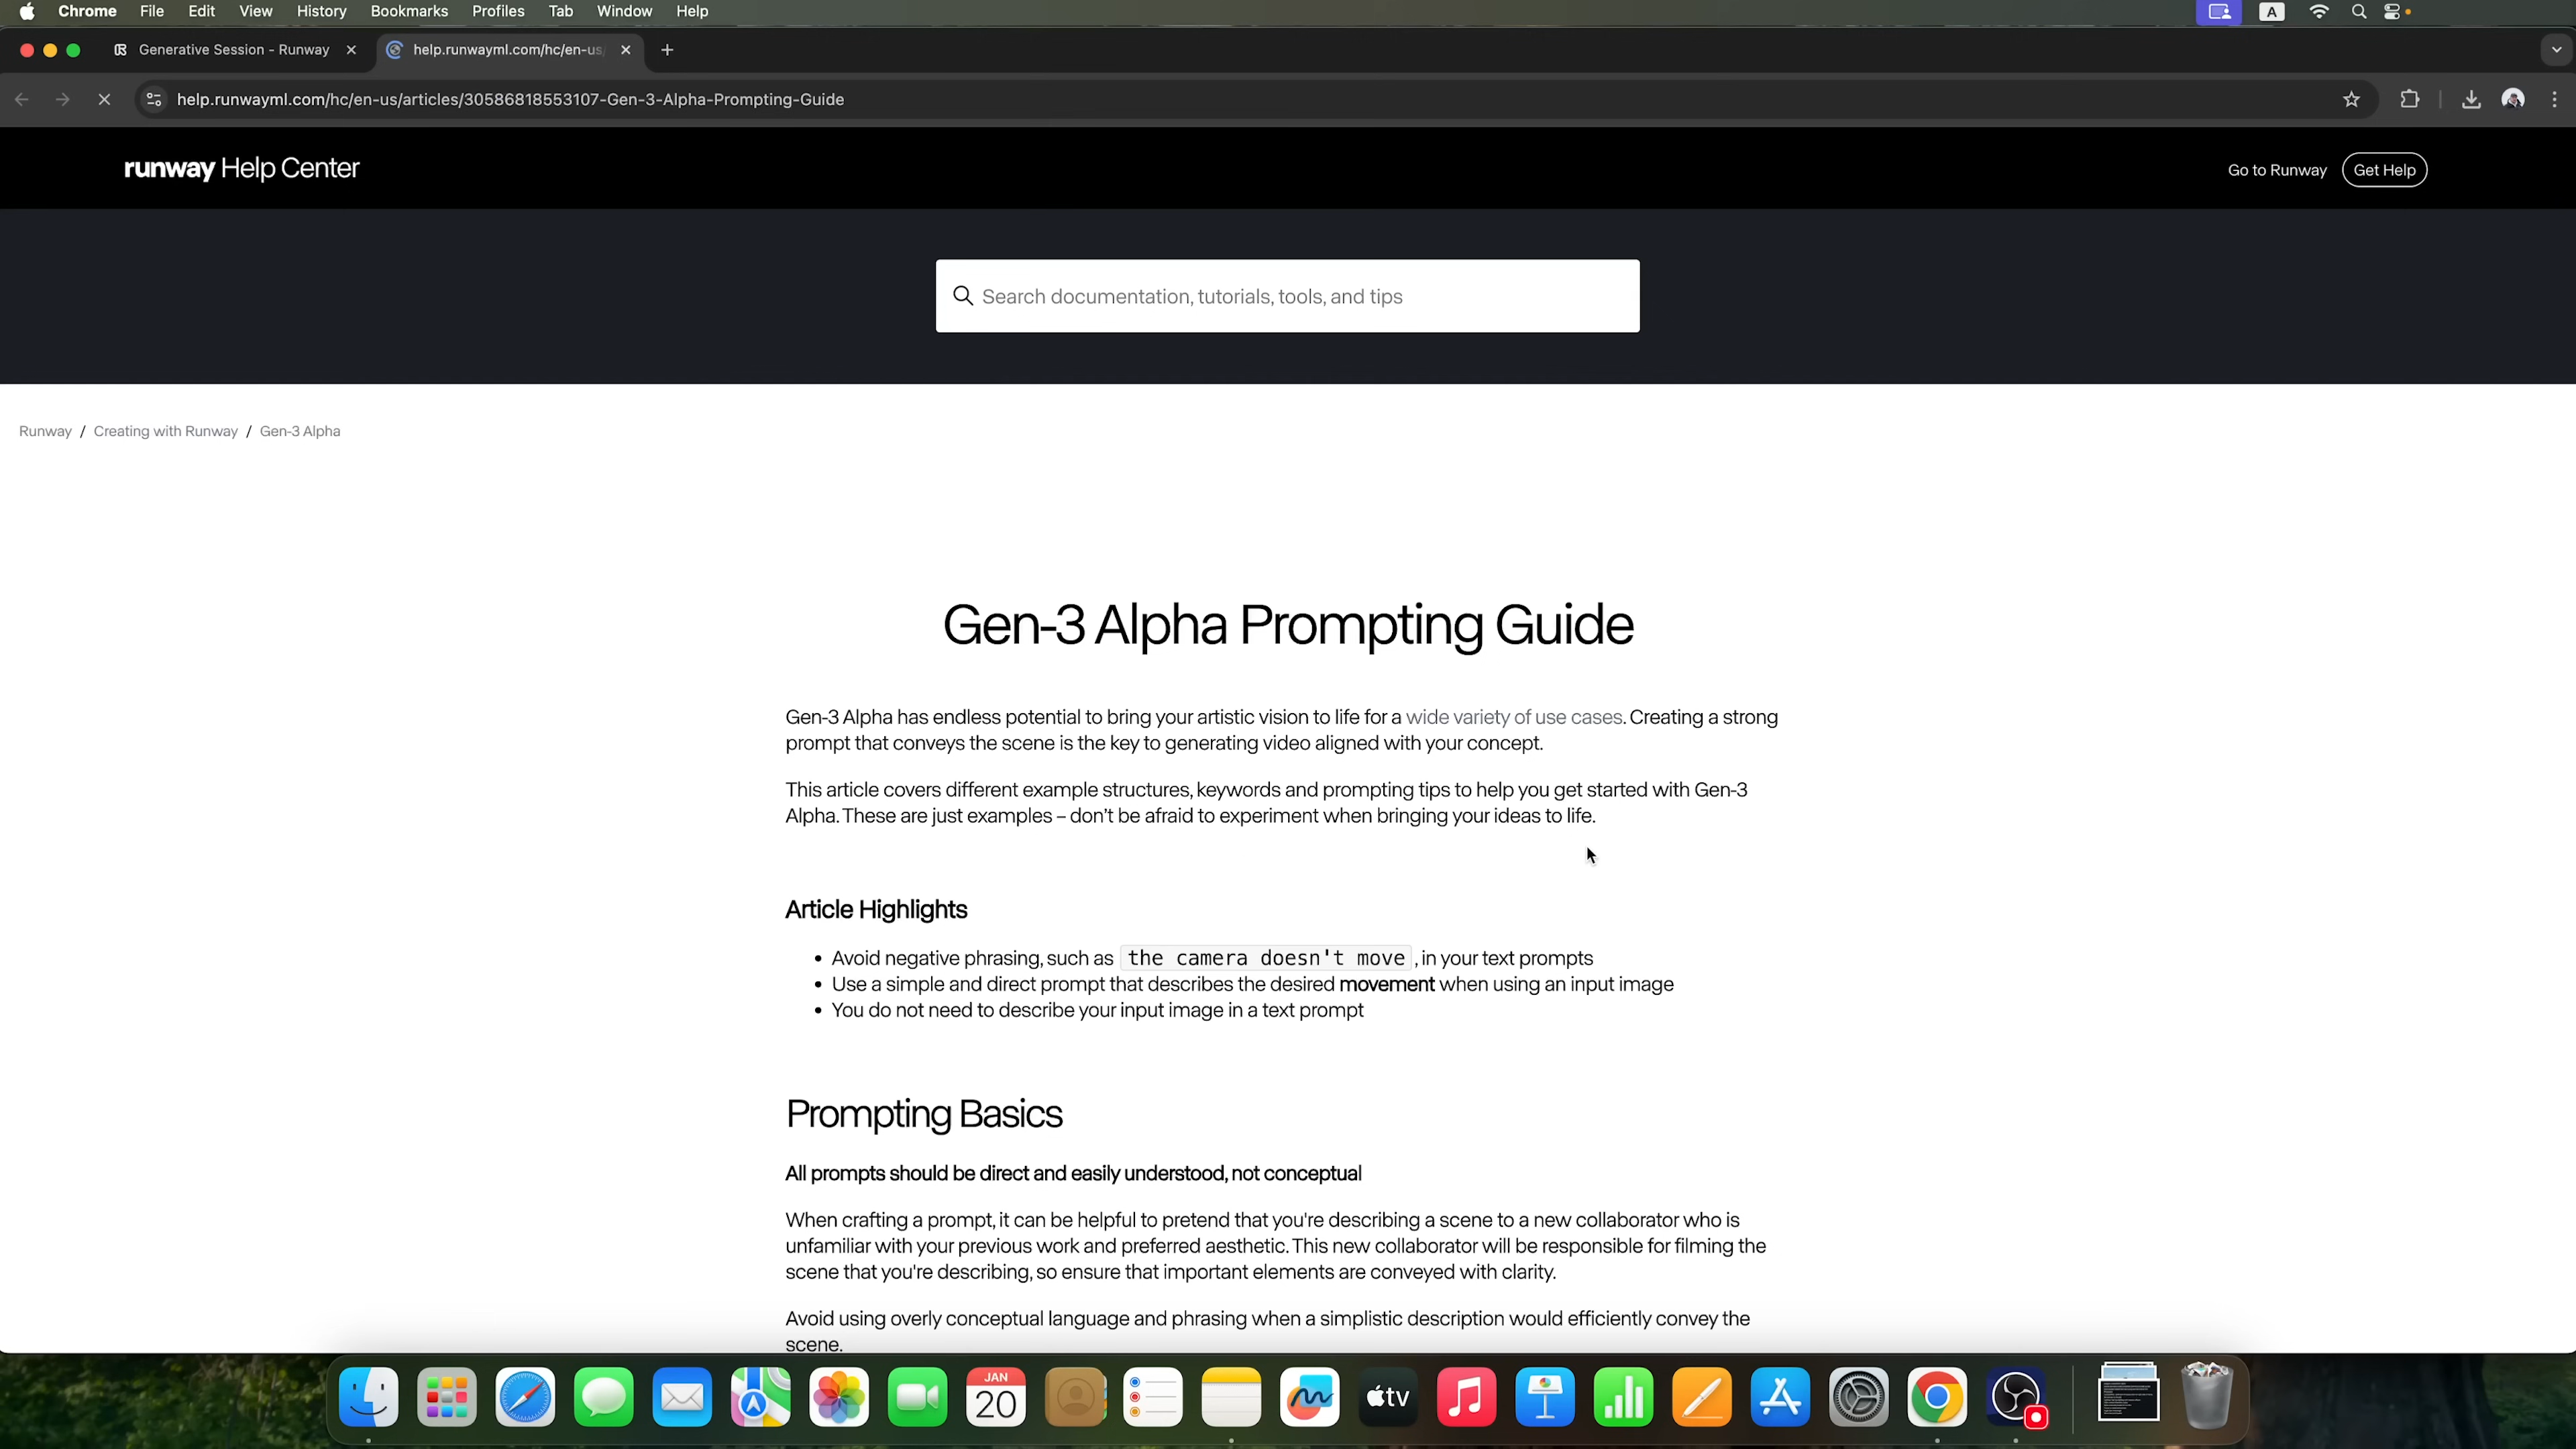 Chrome File Edit View History Bookmarks Profiles Tab Window Help A
Generative Session - Runway
help.runwayml.com/hc/en-us
help.runwayml.com/hc/en-us/articles/30586818553107-Gen-3-Alpha-Prompting-Guide
runway Help Center
Go to Runway Get Help
Search documentation, tutorials, tools, and tips
Runway / Creating with Runway / Gen-3 Alpha
Gen-3 Alpha Prompting Guide
Gen-3 Alpha has endless potential to bring your artistic vision to life for a wide variety of use cases. Creating a strong
prompt that conveys the scene is the key to generating video aligned with your concept.
This article covers different example structures, keywords and prompting tips to help you get started with Gen-3
Alpha. These are just examples – don't be afraid to experiment when bringing your ideas to life.
Article Highlights
• Avoid negative phrasing, such as the camera doesn't move , in your text prompts
• Use a simple and direct prompt that describes the desired movement when using an input image
• You do not need to describe your input image in a text prompt
Prompting Basics
All prompts should be direct and easily understood, not conceptual
When crafting a prompt, it can be helpful to pretend that you're describing a scene to a new collaborator who is
unfamiliar with your previous work and preferred aesthetic. This new collaborator will be responsible for filming the
scene that you're describing, so ensure that important elements are conveyed with clarity.
Avoid using overly conceptual language and phrasing when a simplistic description would efficiently convey the
scene.
JAN
20
tv